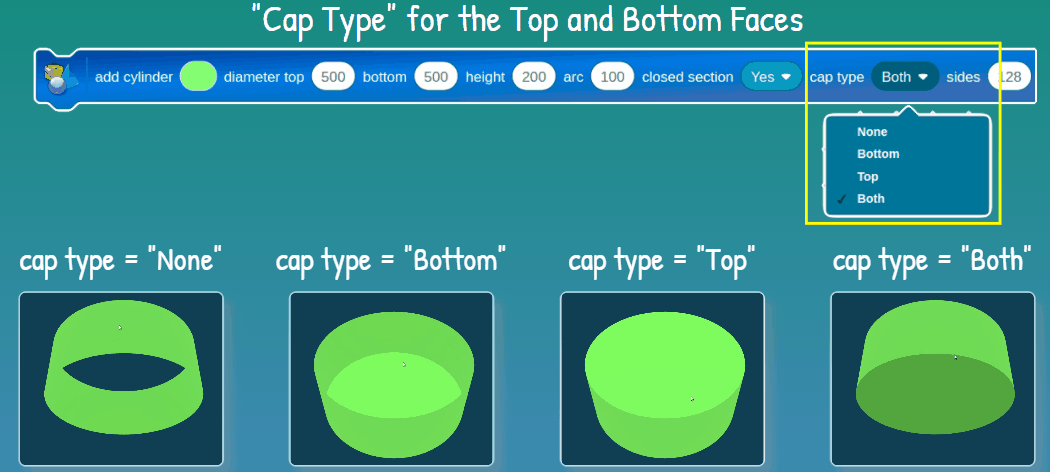 "Cap Type" for the Top and Bottom Faces
add cylinder diameter top 500 bottom 500 height 200 arc 100 closed section Yes cap type Both sides 128
None
Bottom
Top
Both
cap type = "None" cap type = "Bottom" cap type = "Top" cap type = "Both"